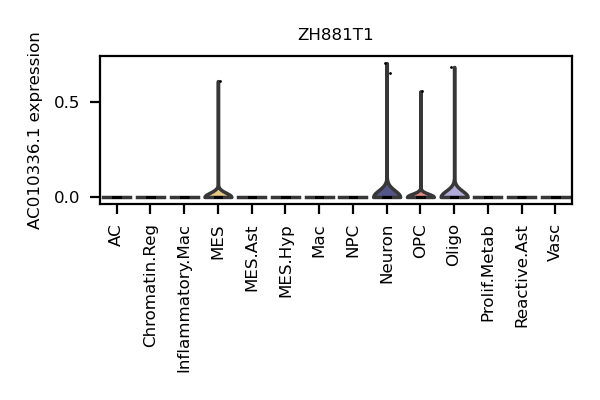 ZH881T1
AC010336.1 expression
0.5
0.0
AC
Chromatin.Reg
Inflammatory.Mac
MES
MES.Ast
MES.Hyp
Mac
NPC
Neuron
OPC
Oligo
Prolif.Metab
Reactive.Ast
Vasc